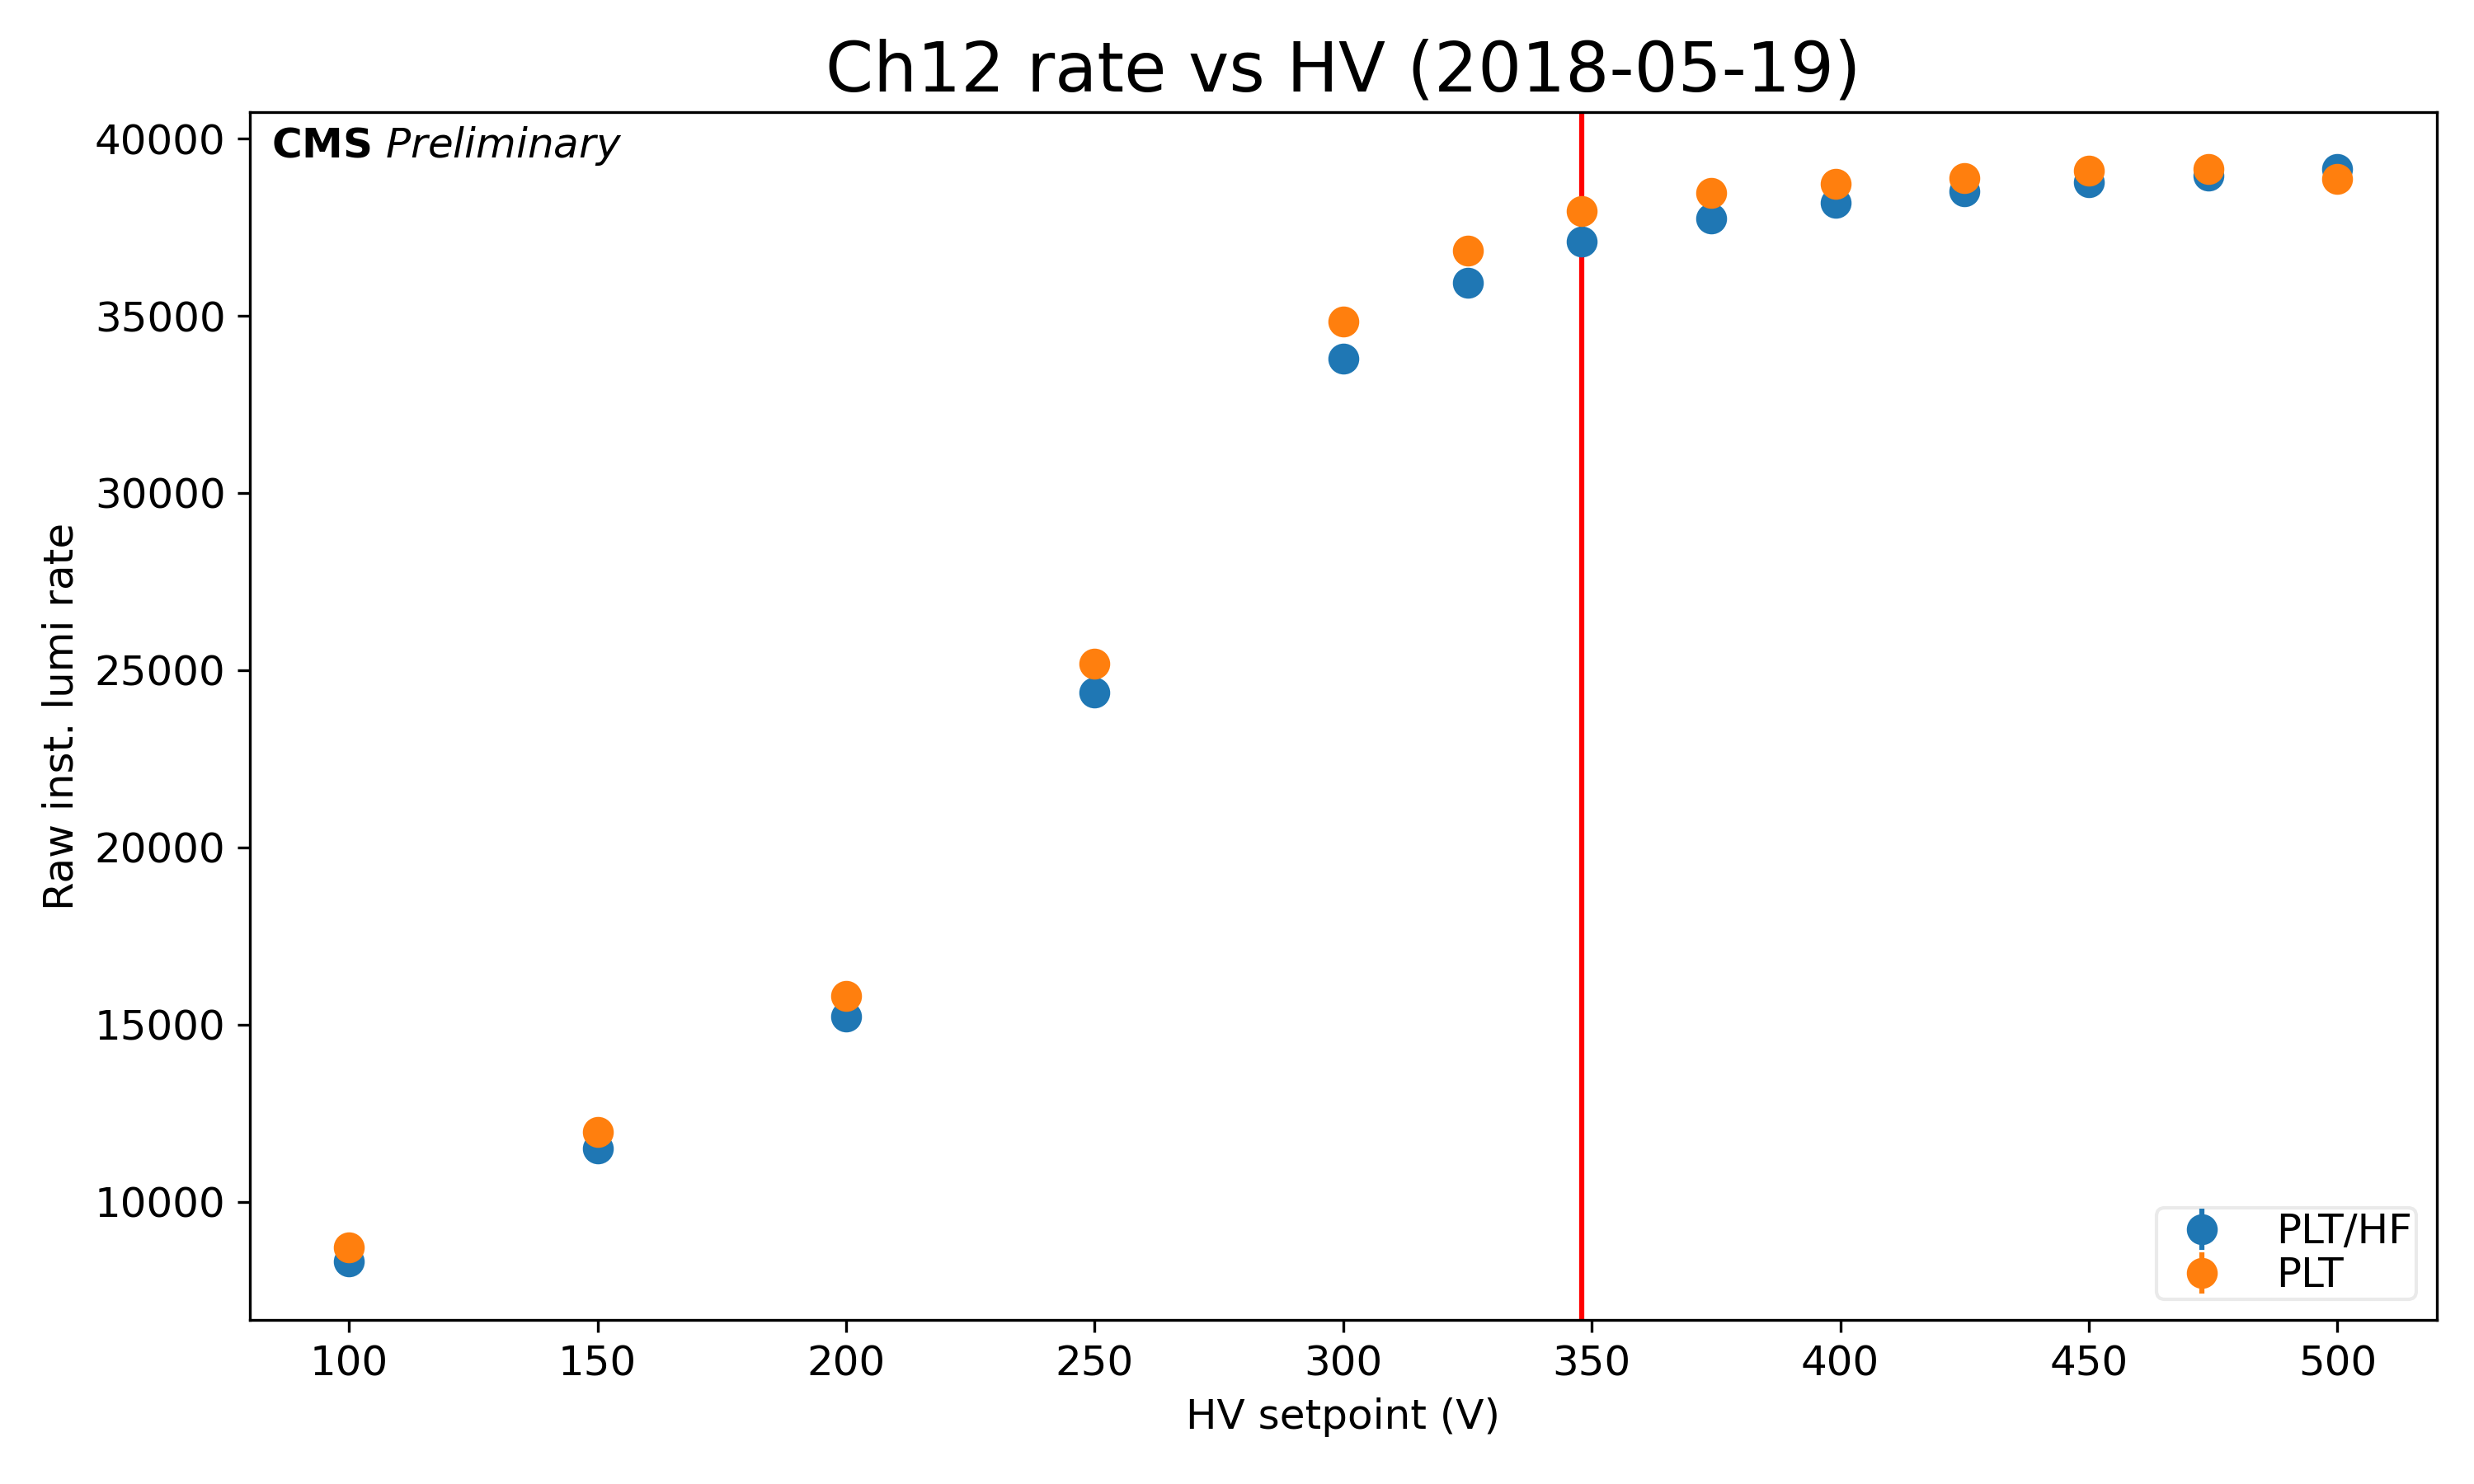 Ch12 rate vs HV (2018-05-19)
CMS Preliminary
40000
35000
30000
25000
20000
15000
10000
Raw inst. lumi rate
PLT/HF
PLT
100 150 200 250 300 350 400 450 500
HV setpoint (V)